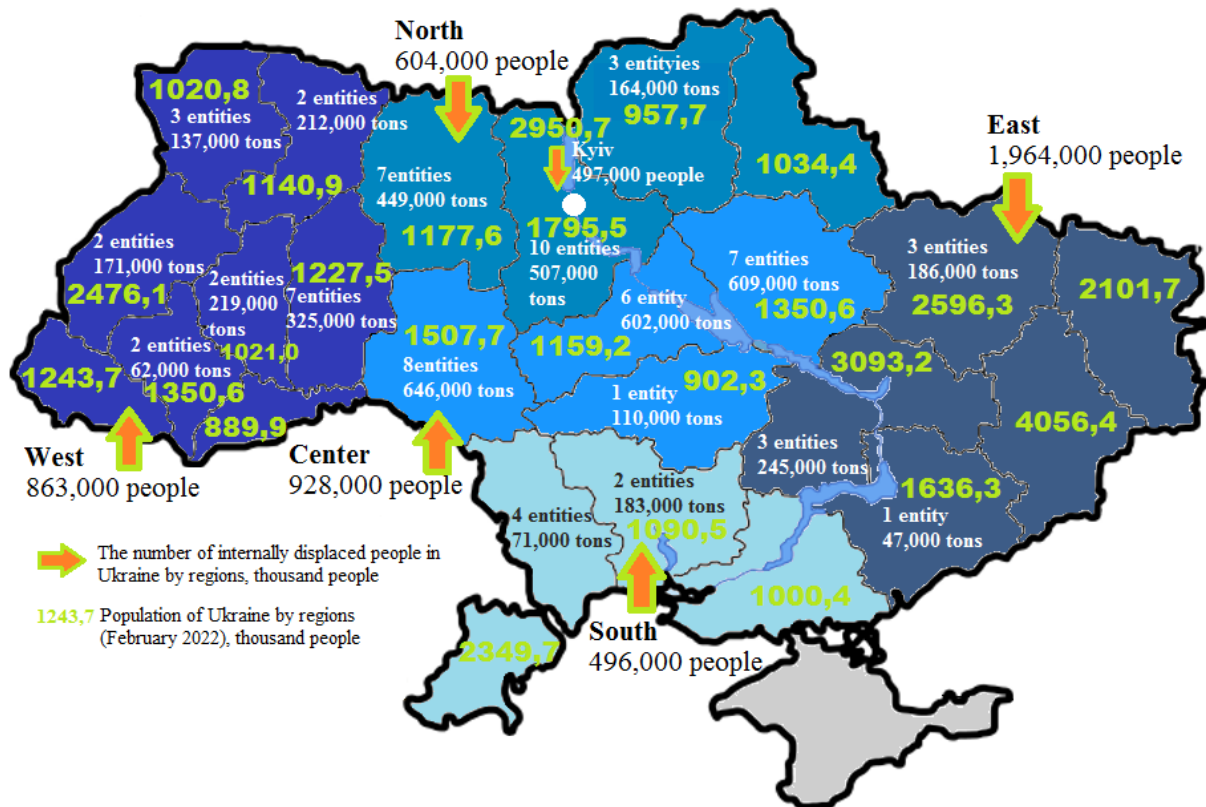 North
604,000 people
1020,8
3 entities
137,000 tons
2 entities
212,000 tons
1140,9
7entities
449,000 tons
1177,6
2950,7
Kyiv
497,000 people
1795,5
10 entities
507,000
tons
3 entityies
164,000 tons
957,7
1034,4
East
1,964,000 people
2 entities
171,000 tons
2476,1
2entities
219,000
tons
1021,0
1227,5
7entities
325,000 tons
2 entities
62,000 tons
1243,7
1350,6
889,9
West
863,000 people
1507,7
8entities
646,000 tons
Center
928,000 people
6 entity
602,000 tons
1159,2
7 entities
609,000 tons
1350,6
1 entity
110,000 tons
902,3
3 entities
186,000 tons
2596,3
2101,7
3093,2
3 entities
245,000 tons
4056,4
1636,3
1 entity
47,000 tons
4 entities
71,000 tons
2 entities
183,000 tons
1090,5
1000,4
South
496,000 people
2349,7
The number of internally displaced people in
Ukraine by regions, thousand people
1243,7 Population of Ukraine by regions
(February 2022), thousand people